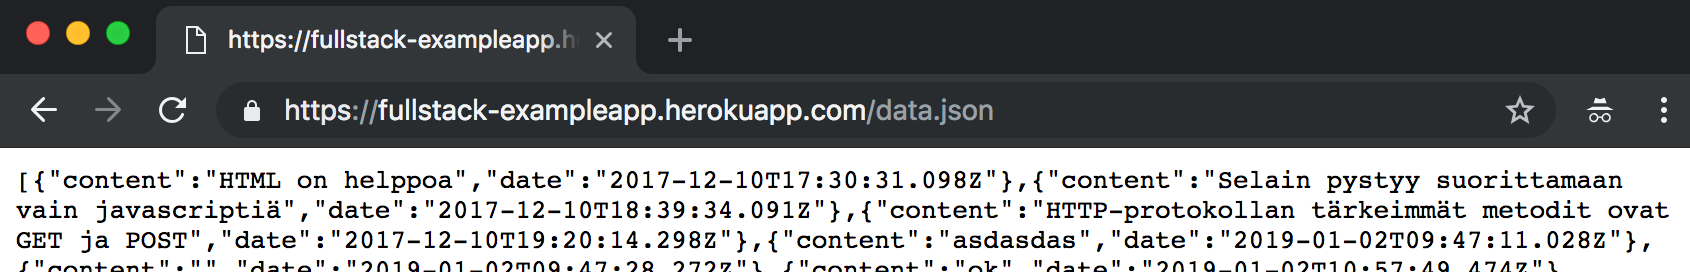 https://fullstack-exampleapp.h
https://fullstack-exampleapp.herokuapp.com/data.json
[{"content":"HTML on helppoa","date":"2017-12-10T17:30:31.098Z"},{"content":"Selain pystyy suorittamaan
vain javascriptiä","date":"2017-12-10T18:39:34.091Z"},{"content":"HTTP-protokollan tärkeimmät metodit ovat
GET ja POST","date":"2017-12-10T19:20:14.298Z"},{"content":"asdasdas","date":"2019-01-02T09:47:11.028Z"},
{"content":"","date":"2019-01-02T09:47:28.272Z"},{"content":"ok","date":"2019-01-02T10:57:49.474Z"}